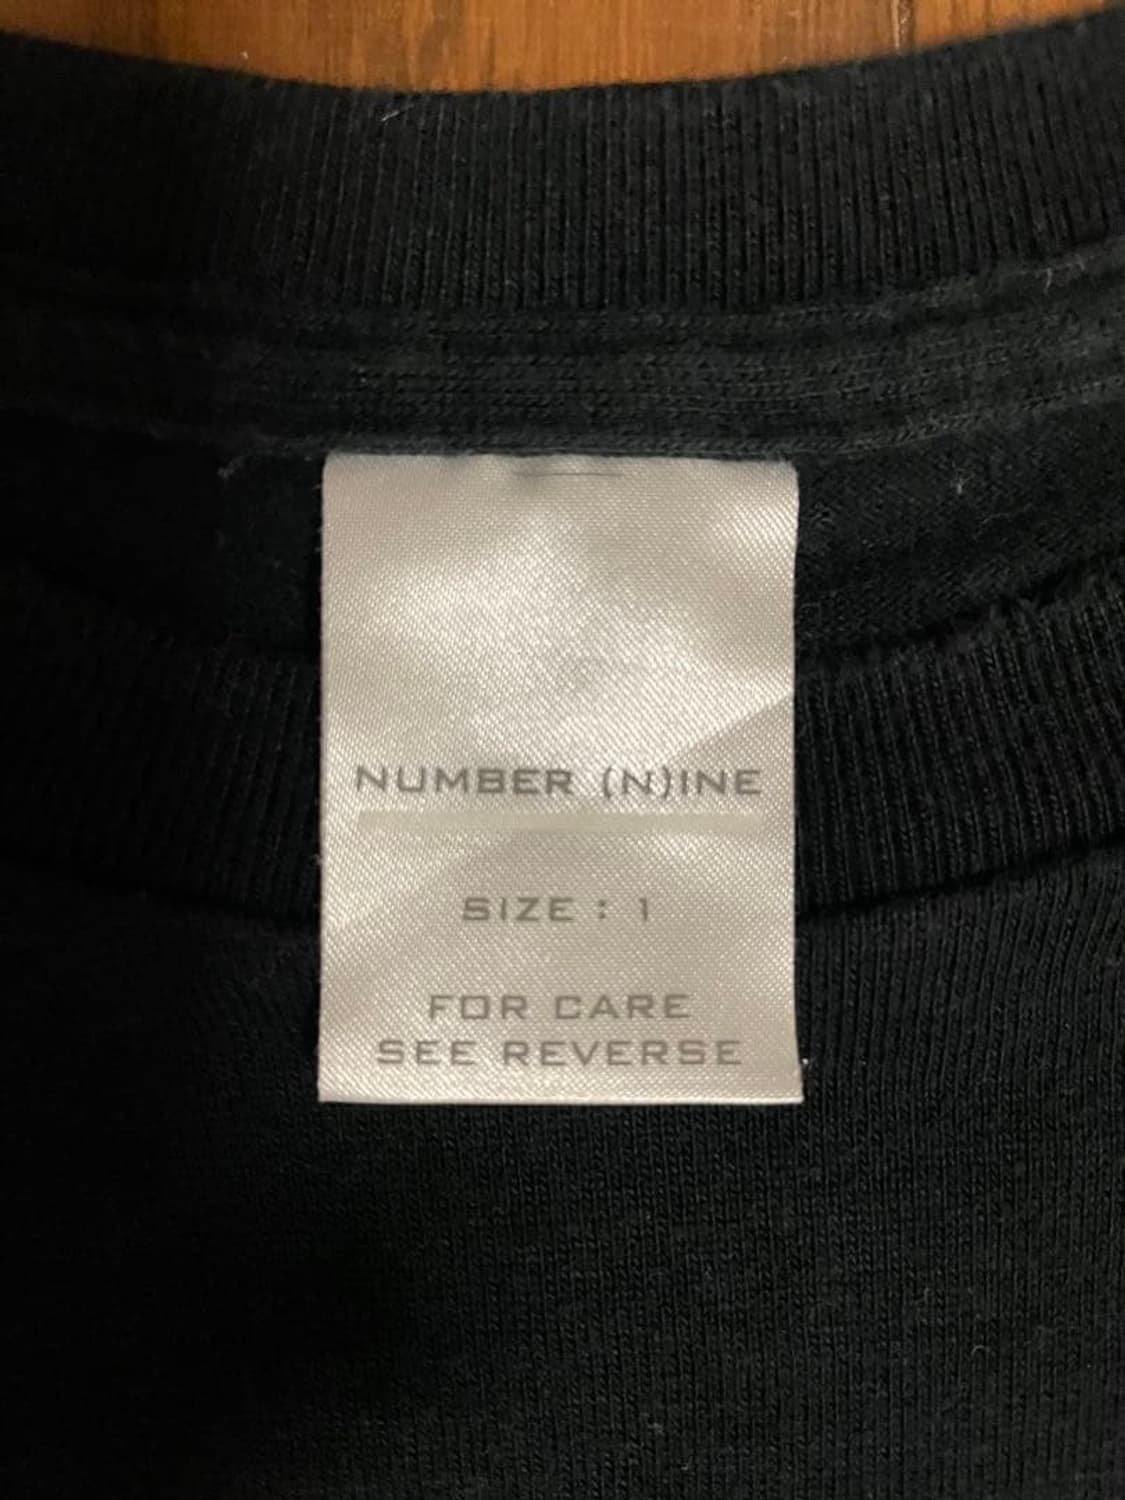 NUMBER (N)INE
SIZE : 1
FOR CARE
SEE REVERSE